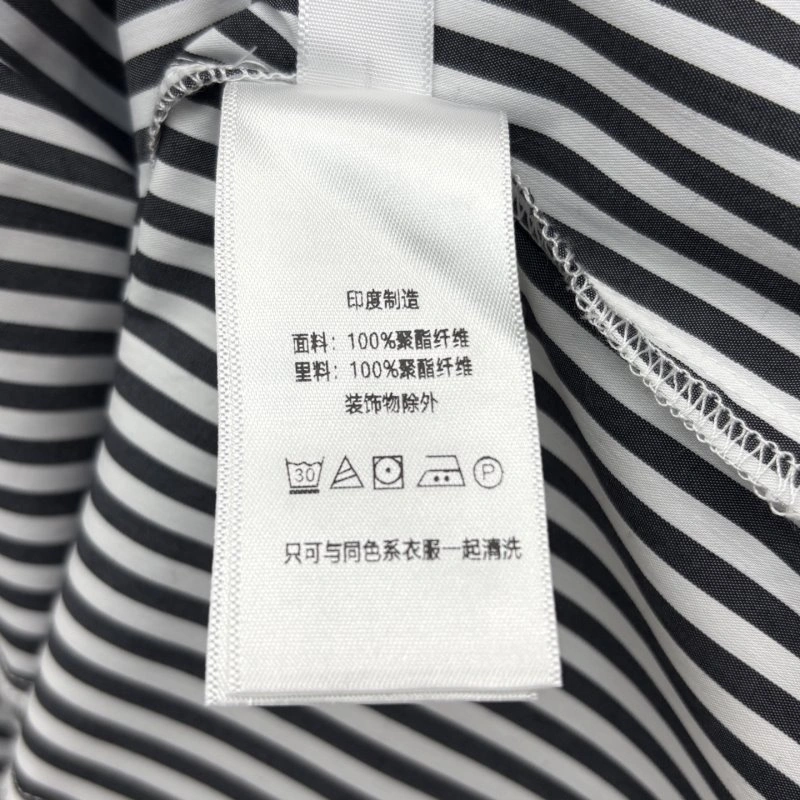 印度制造
面料：100%聚酯纤维
里料：100%聚酯纤维
装饰物除外
30 P
只可与同色系衣服一起清洗